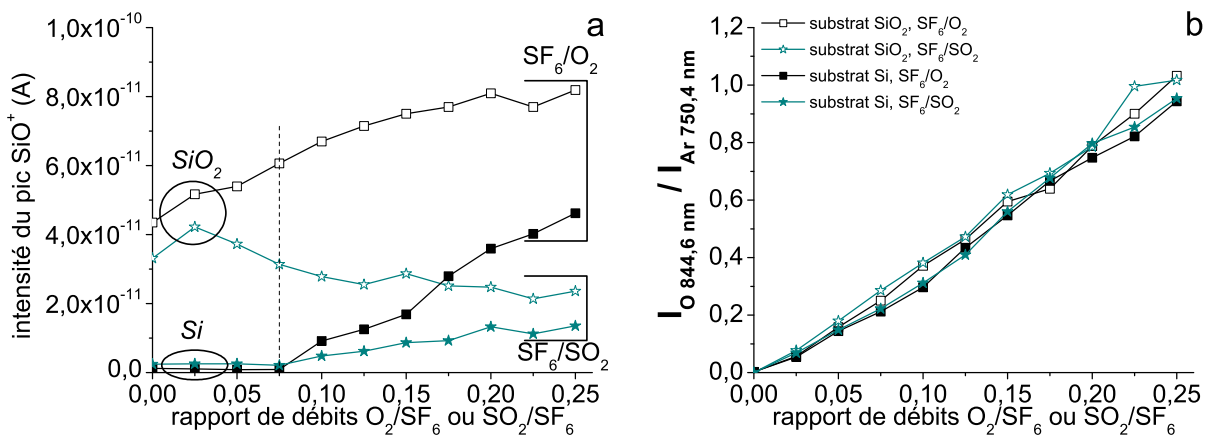 a
intensité du pic SiO⁺ (A)
1,0x10⁻¹⁰
8,0x10⁻¹¹
6,0x10⁻¹¹
4,0x10⁻¹¹
2,0x10⁻¹¹
0,0
SF₆/O₂
SiO₂
Si
SF₆/SO₂
0,00 0,05 0,10 0,15 0,20 0,25
rapport de débits O₂/SF₆ ou SO₂/SF₆
b
I O 844,6 nm / I Ar 750,4 nm
1,2
1,0
0,8
0,6
0,4
0,2
0,0
substrat SiO₂, SF₆/O₂
substrat SiO₂, SF₆/SO₂
substrat Si, SF₆/O₂
substrat Si, SF₆/SO₂
0,00 0,05 0,10 0,15 0,20 0,25
rapport de débits O₂/SF₆ ou SO₂/SF₆